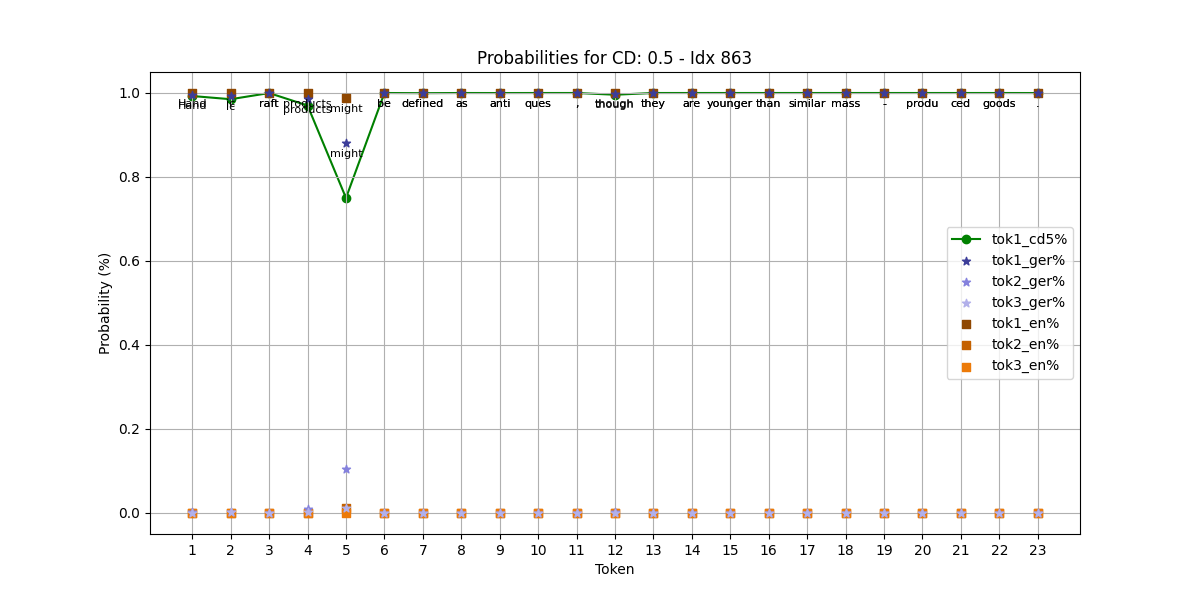 Probabilities for CD: 0.5 - Idx 863
Probability (%)
1.0
0.8
0.6
0.4
0.2
0.0
Hand raft products might be defined as anti ques , though they are younger than similar mass - produ ced goods .
Hand products though
might
tok1_cd5%
tok1_ger%
tok2_ger%
tok3_ger%
tok1_en%
tok2_en%
tok3_en%
1 2 3 4 5 6 7 8 9 10 11 12 13 14 15 16 17 18 19 20 21 22 23
Token